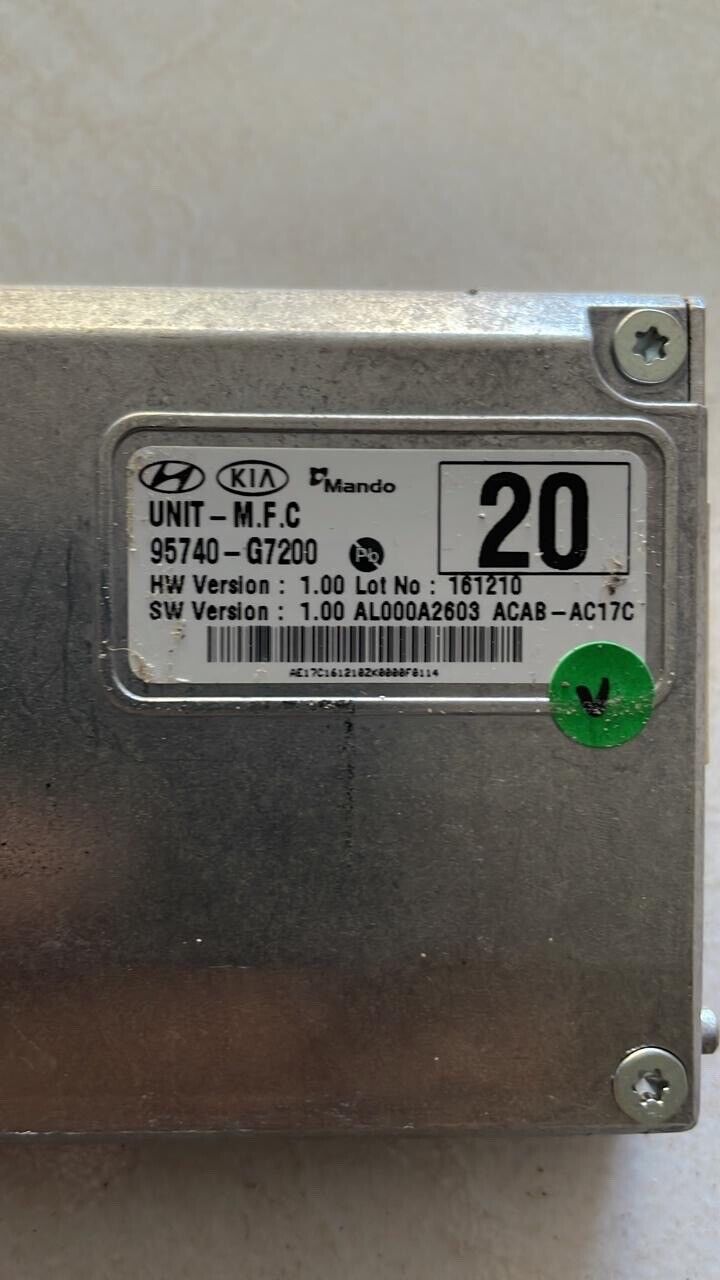 KIA Mando
20
UNIT-M.F.C
95740-G7200 Pb
HW Version : 1.00 Lot No : 161210
SW Version : 1.00 AL000A2603 ACAB-AC17C
AE17C161210ZK0000F0114
V